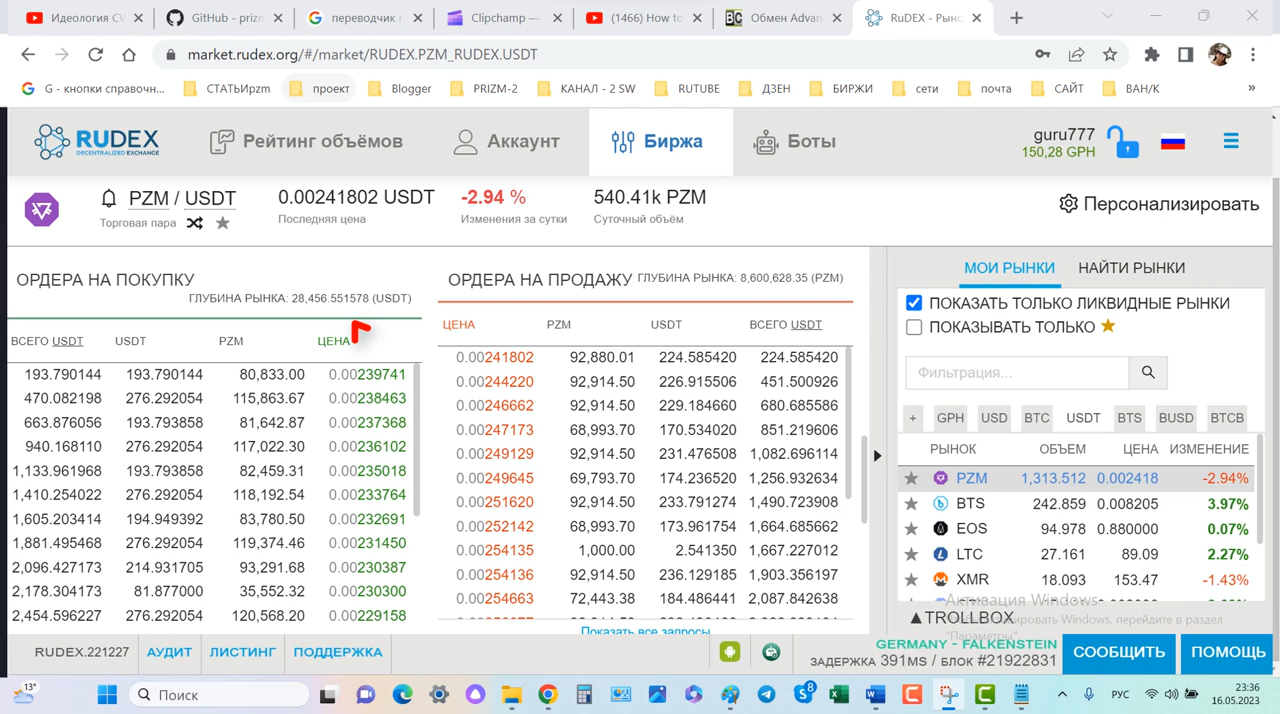 Идеология CW
GitHub - prizn
переводчик г
Clipchamp —
(1466) How to
Обмен Advan
RuDEX - Рыно
market.rudex.org/#/market/RUDEX.PZM_RUDEX.USDT
G - кнопки справочн...
СТАТЬИpzm
проект
Blogger
PRIZM-2
КАНАЛ - 2 SW
RUTUBE
ДЗЕН
БИРЖИ
сети
почта
САЙТ
ВАН/К
»
RUDEX
DECENTRALIZED EXCHANGE
Рейтинг объёмов
Аккаунт
Биржа
Боты
guru777
150,28 GPH
PZM / USDT
Торговая пара
0.00241802 USDT
Последняя цена
-2.94 %
Изменения за сутки
540.41k PZM
Суточный объём
Персонализировать
ОРДЕРА НА ПОКУПКУ
ГЛУБИНА РЫНКА: 28,456.551578 (USDT)
ВСЕГО USDT USDT PZM ЦЕНА
193.790144 193.790144 80,833.00 0.00239741
470.082198 276.292054 115,863.67 0.00238463
663.876056 193.793858 81,642.87 0.00237368
940.168110 276.292054 117,022.30 0.00236102
1,133.961968 193.793858 82,459.31 0.00235018
1,410.254022 276.292054 118,192.54 0.00233764
1,605.203414 194.949392 83,780.50 0.00232691
1,881.495468 276.292054 119,374.46 0.00231450
2,096.427173 214.931705 93,291.68 0.00230387
2,178.304173 81.877000 35,552.32 0.00230300
2,454.596227 276.292054 120,568.20 0.00229158
ОРДЕРА НА ПРОДАЖУ ГЛУБИНА РЫНКА: 8,600,628.35 (PZM)
ЦЕНА PZM USDT ВСЕГО USDT
0.00241802 92,880.01 224.585420 224.585420
0.00244220 92,914.50 226.915506 451.500926
0.00246662 92,914.50 229.184660 680.685586
0.00247173 68,993.70 170.534020 851.219606
0.00249129 92,914.50 231.476508 1,082.696114
0.00249645 69,793.70 174.236520 1,256.932634
0.00251620 92,914.50 233.791274 1,490.723908
0.00252142 68,993.70 173.961754 1,664.685662
0.00254135 1,000.00 2.541350 1,667.227012
0.00254136 92,914.50 236.129185 1,903.356197
0.00254663 72,443.38 184.486441 2,087.842638
Показать все запросы
МОИ РЫНКИ НАЙТИ РЫНКИ
ПОКАЗАТЬ ТОЛЬКО ЛИКВИДНЫЕ РЫНКИ
ПОКАЗЫВАТЬ ТОЛЬКО
Фильтрация...
+ GPH USD BTC USDT BTS BUSD BTCB
РЫНОК ОБЪЕМ ЦЕНА ИЗМЕНЕНИЕ
PZM 1,313.512 0.002418 -2.94%
BTS 242.859 0.008205 3.97%
EOS 94.978 0.880000 0.07%
LTC 27.161 89.09 2.27%
XMR 18.093 153.47 -1.43%
Активация Windows
▲TROLLBOX
Windows, перейдите в раздел
"Параметры".
RUDEX.221227
АУДИТ
ЛИСТИНГ
ПОДДЕРЖКА
GERMANY - FALKENSTEIN
ЗАДЕРЖКА 391MS / БЛОК #21922831
СООБЩИТЬ
ПОМОЩЬ
13°
Поиск
8
РУС
23:36
16.05.2023